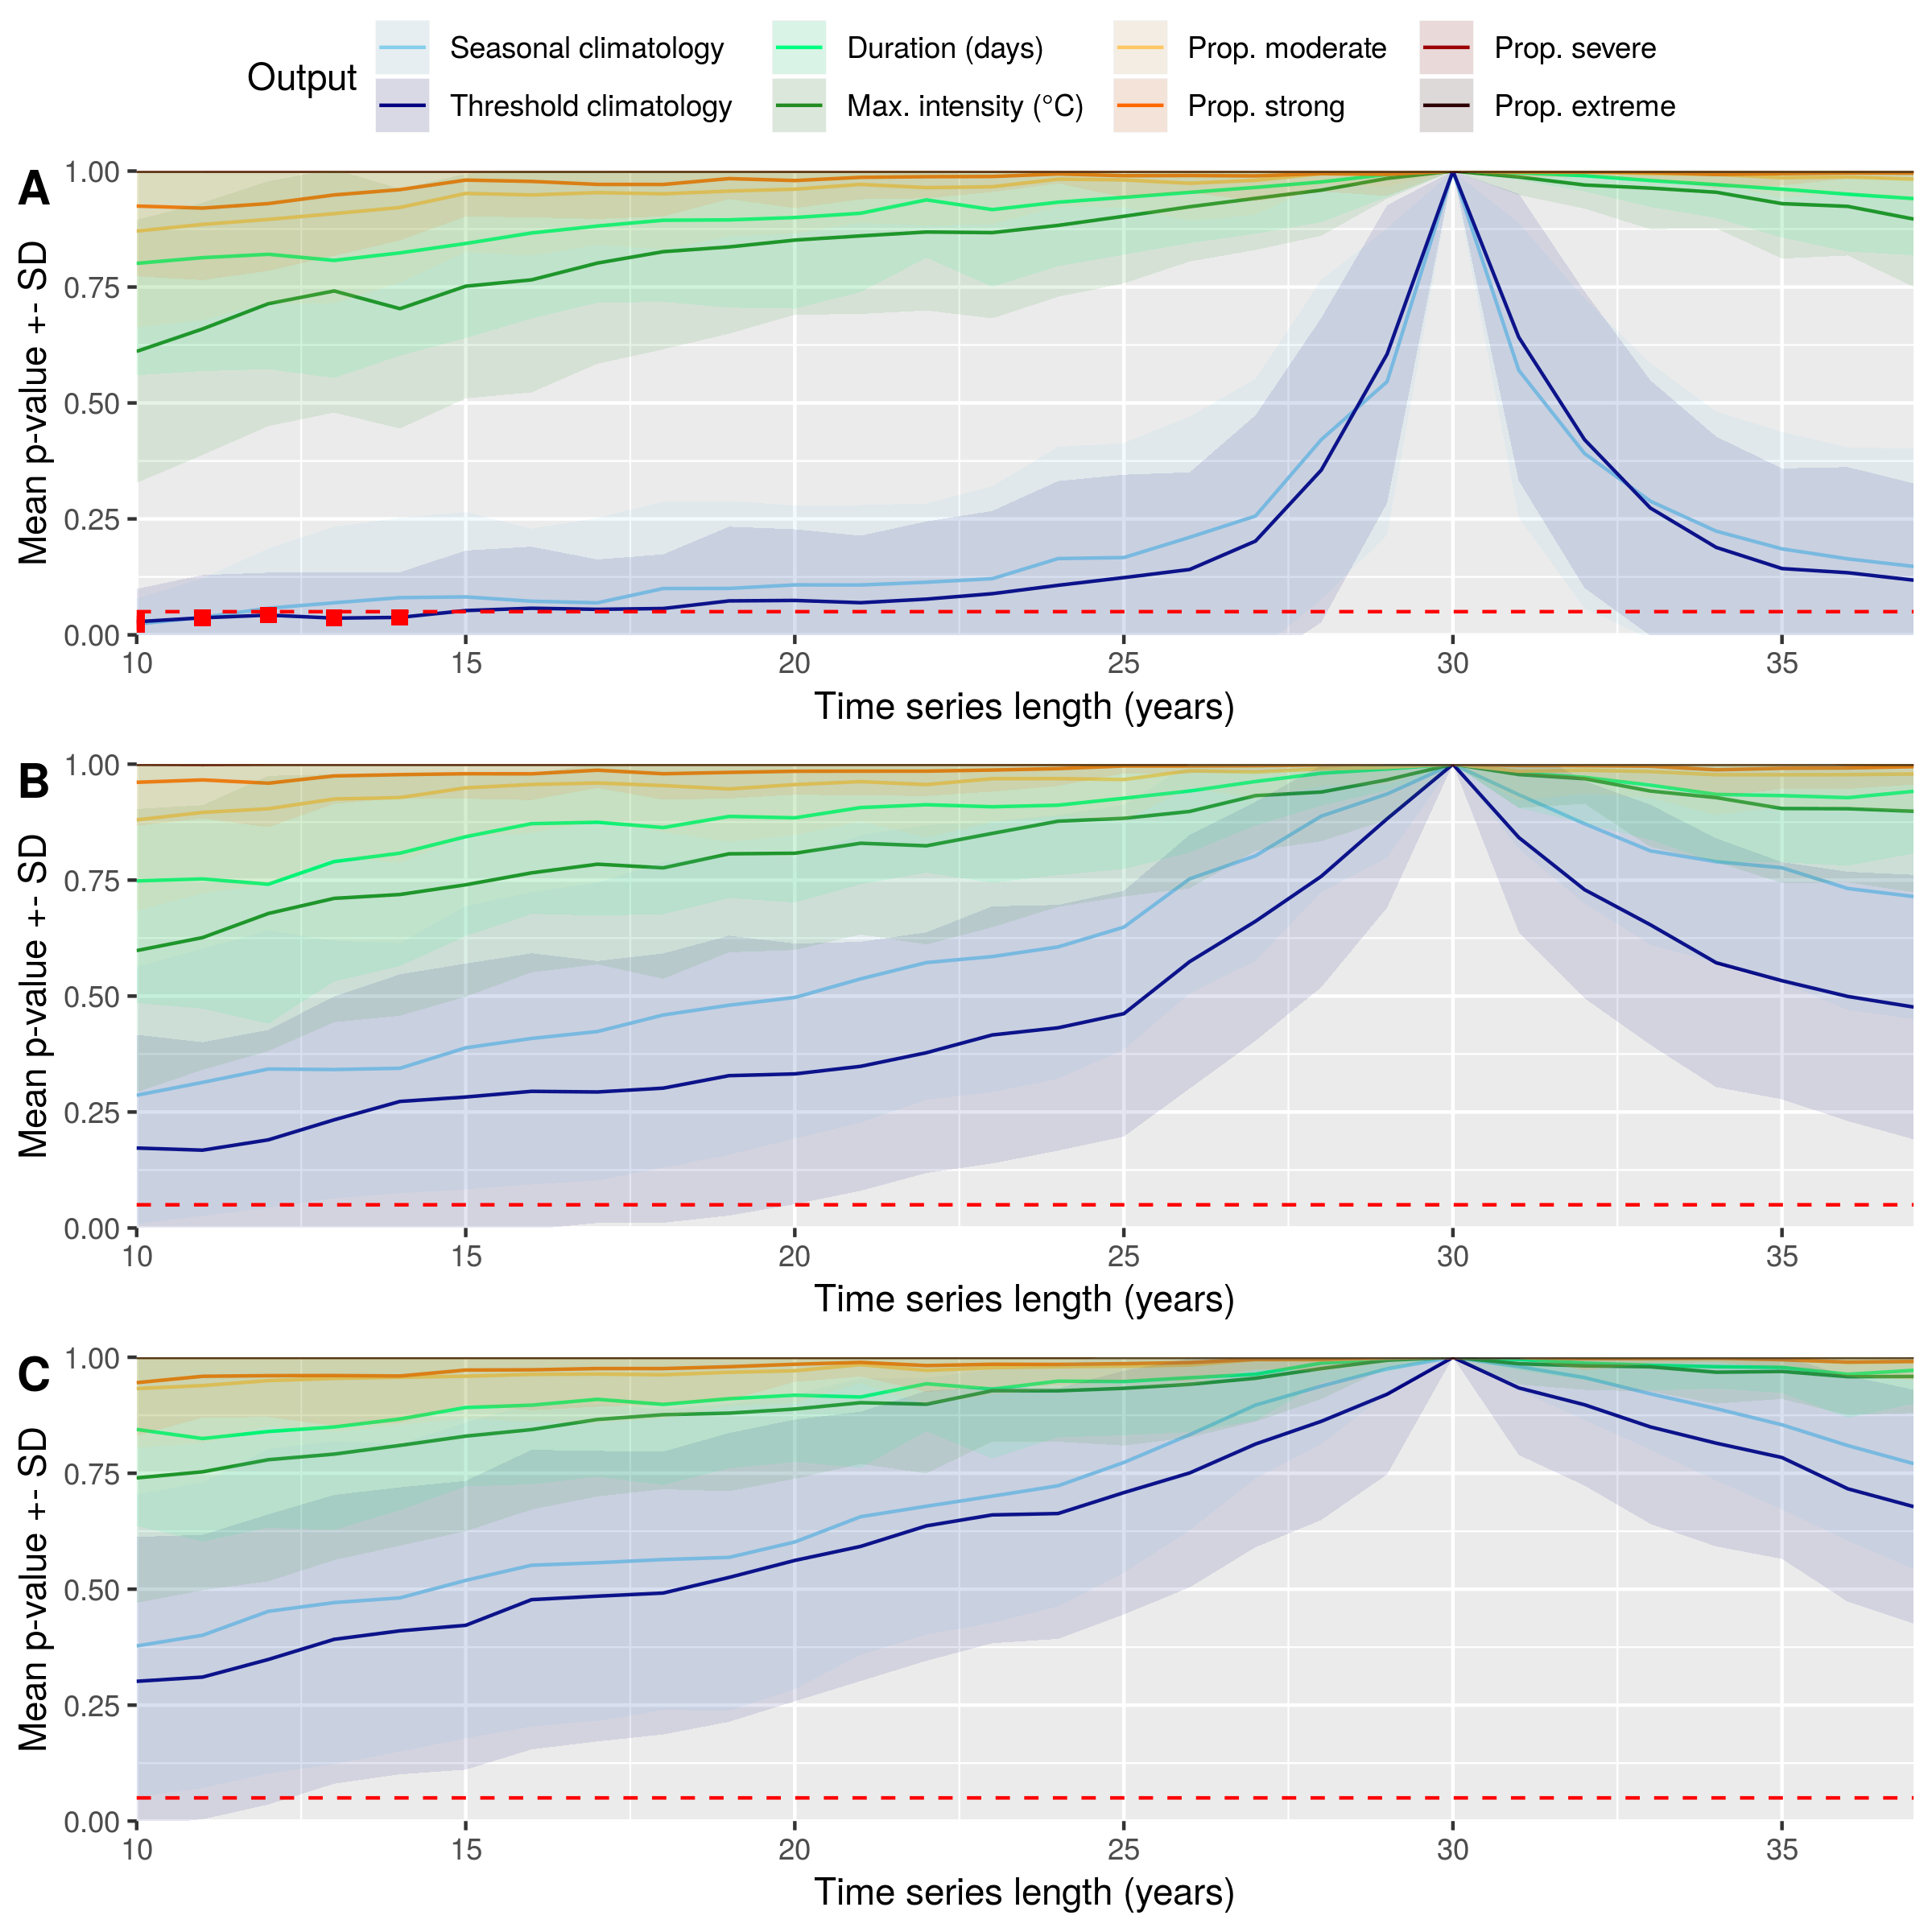 Output
Seasonal climatology
Duration (days)
Prop. moderate
Prop. severe
Threshold climatology
Max. intensity (°C)
Prop. strong
Prop. extreme
A
Mean p-value +- SD
1.00
0.75
0.50
0.25
0.00
10 15 20 25 30 35
Time series length (years)
B
Mean p-value +- SD
1.00
0.75
0.50
0.25
0.00
10 15 20 25 30 35
Time series length (years)
C
Mean p-value +- SD
1.00
0.75
0.50
0.25
0.00
10 15 20 25 30 35
Time series length (years)